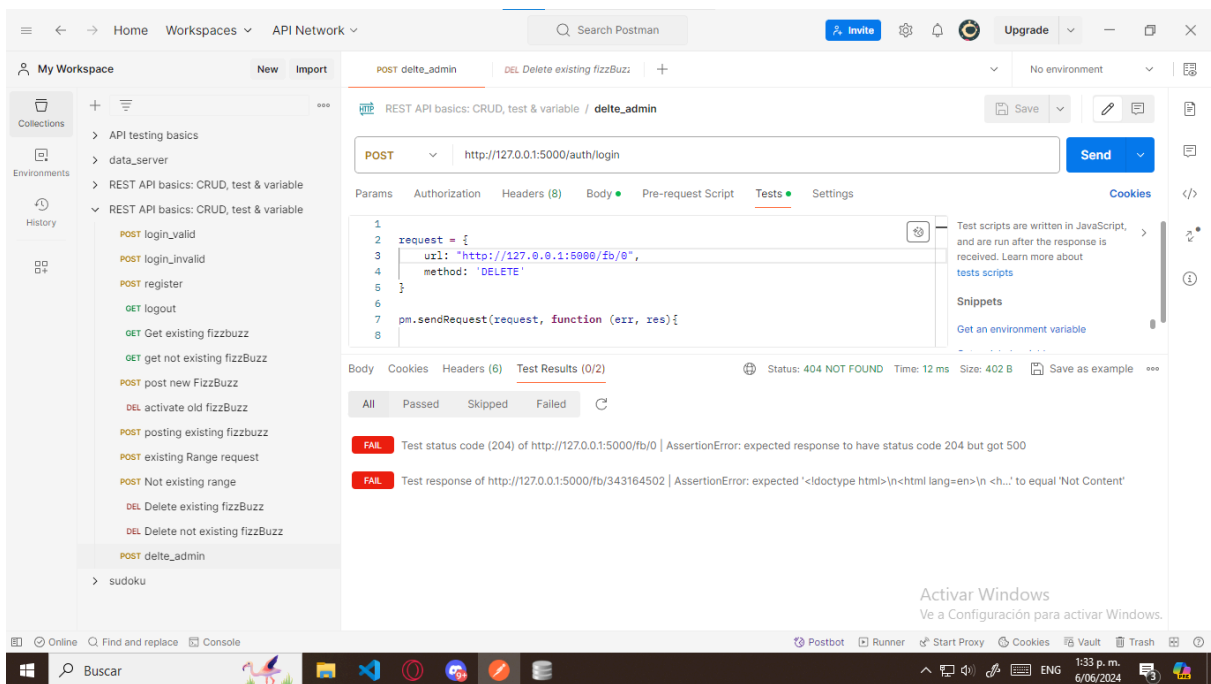 Home Workspaces API Network Search Postman Invite Upgrade
My Workspace New Import POST delte_admin DEL Delete existing fizzBuzz No environment
Collections
Environments
History
API testing basics
data_server
REST API basics: CRUD, test & variable
REST API basics: CRUD, test & variable
POST login_valid
POST login_invalid
POST register
GET logout
GET Get existing fizzbuzz
GET get not existing fizzBuzz
POST post new FizzBuzz
DEL activate old fizzBuzz
POST posting existing fizzbuzz
POST existing Range request
POST Not existing range
DEL Delete existing fizzBuzz
DEL Delete not existing fizzBuzz
POST delte_admin
sudoku
HTTP REST API basics: CRUD, test & variable / delte_admin Save
POST http://127.0.0.1:5000/auth/login Send
Params Authorization Headers (8) Body Pre-request Script Tests Settings Cookies
1
2 request = {
3 url: "http://127.0.0.1:5000/fb/0",
4 method: 'DELETE'
5 }
6
7 pm.sendRequest(request, function (err, res){
8
Test scripts are written in JavaScript,
and are run after the response is
received. Learn more about
tests scripts
Snippets
Get an environment variable
Body Cookies Headers (6) Test Results (0/2) Status: 404 NOT FOUND Time: 12 ms Size: 402 B Save as example
All Passed Skipped Failed
FAIL Test status code (204) of http://127.0.0.1:5000/fb/0 | AssertionError: expected response to have status code 204 but got 500
FAIL Test response of http://127.0.0.1:5000/fb/343164502 | AssertionError: expected '<!doctype html>\n<html lang=en>\n <h...' to equal 'Not Content'
Activar Windows
Ve a Configuración para activar Windows.
Online Find and replace Console Postbot Runner Start Proxy Cookies Vault Trash
Buscar ENG 1:33 p. m.
6/06/2024 3
PRE